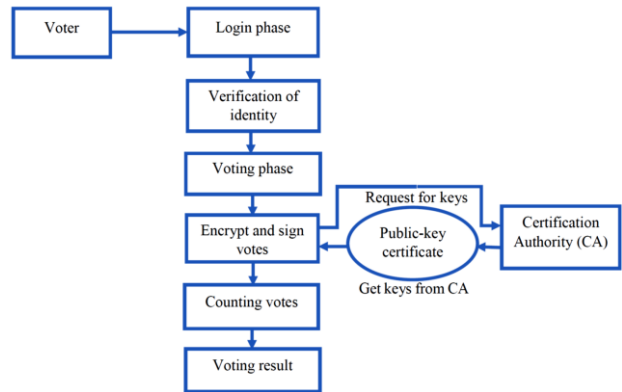 Voter
Login phase
Verification of
identity
Voting phase
Request for keys
Encrypt and sign
votes
Public-key
certificate
Certification
Authority (CA)
Get keys from CA
Counting votes
Voting result